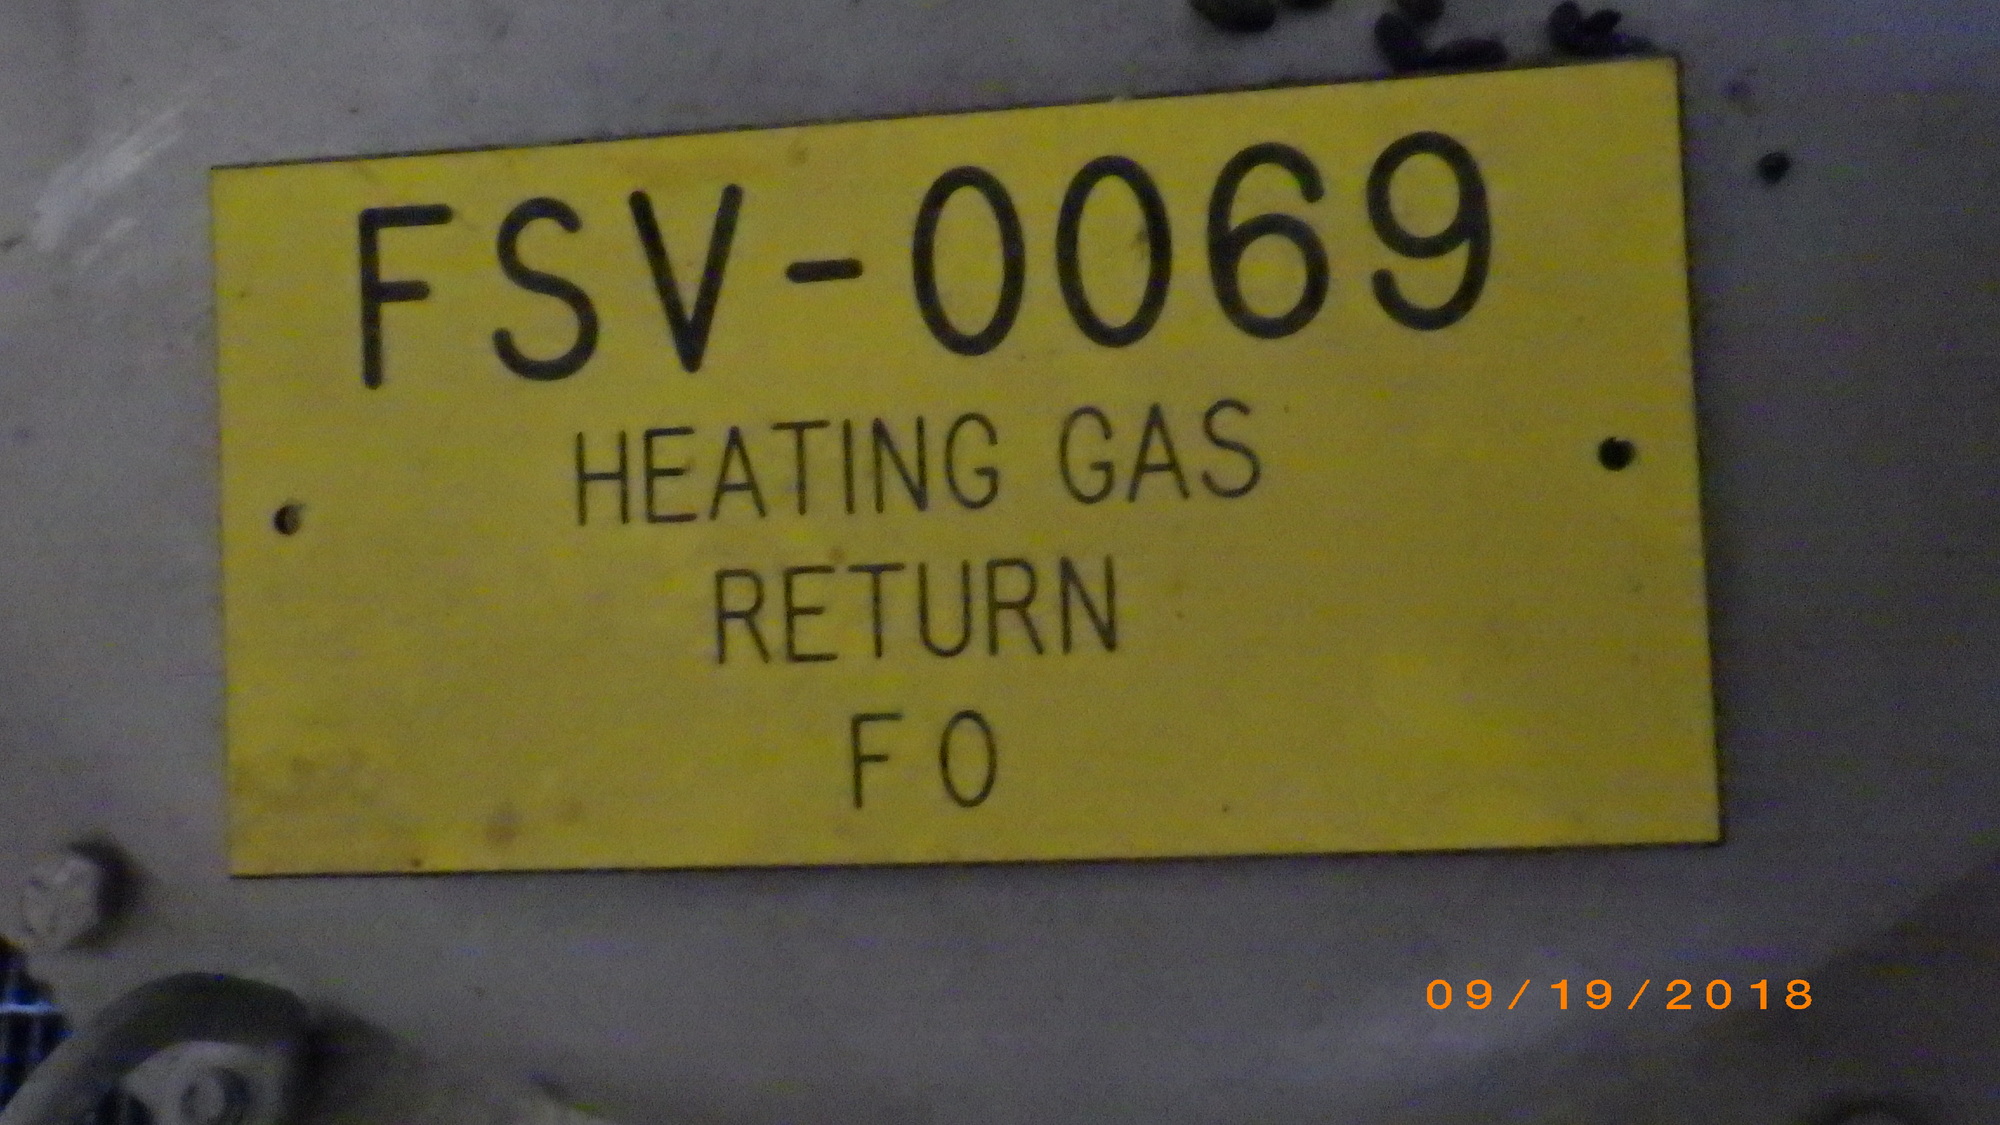 FSV-0069
HEATING GAS
RETURN
FO
09/19/2018